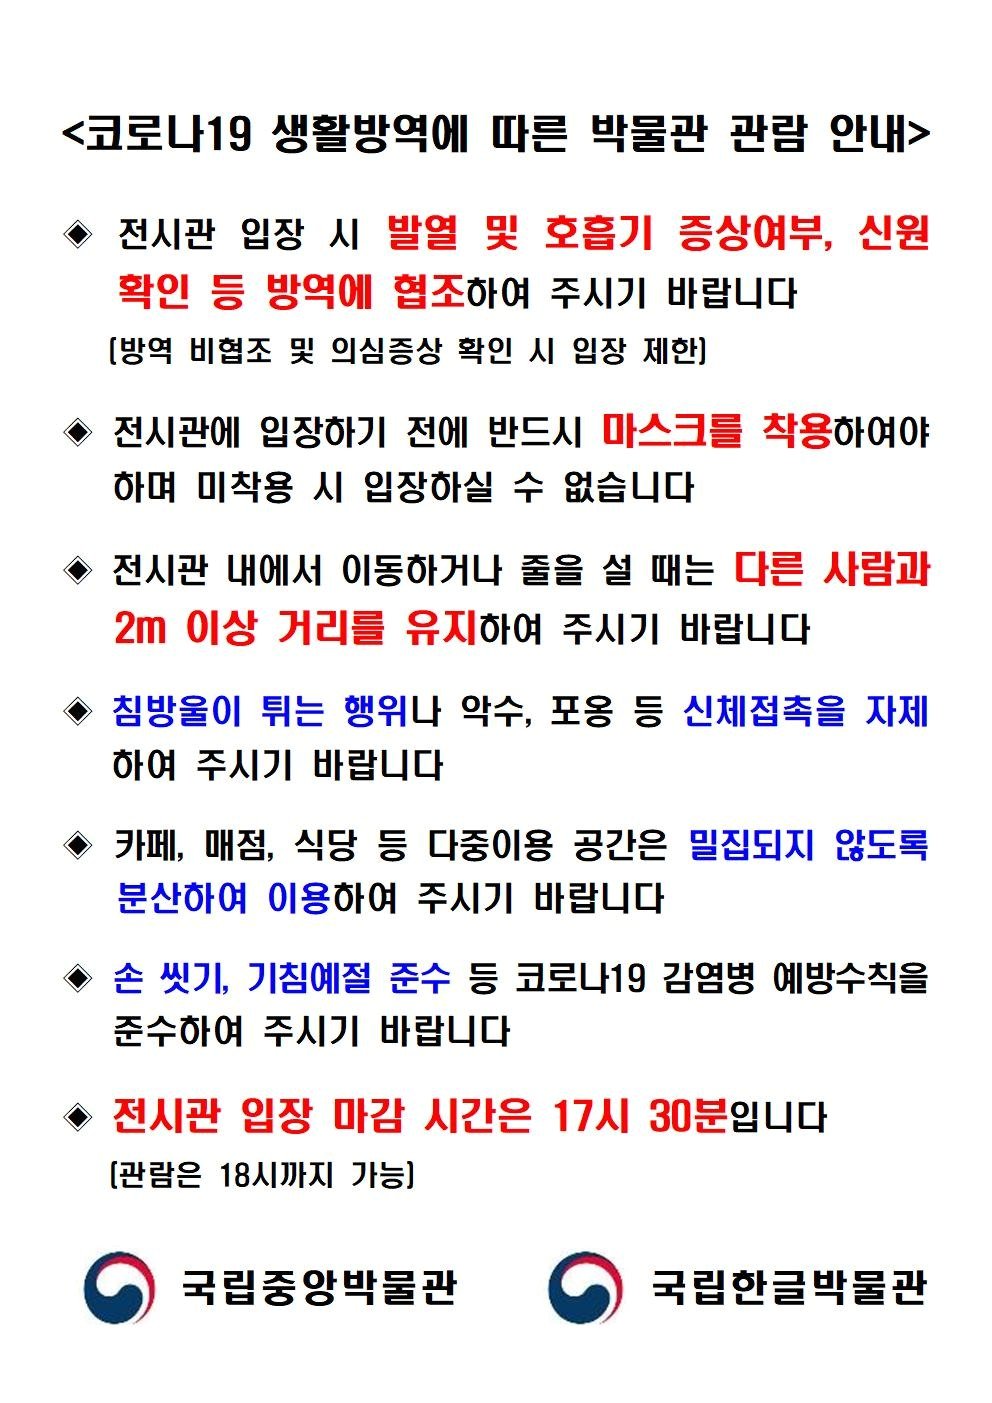 <코로나19 생활방역에 따른 박물관 관람 안내>
◈ 전시관 입장 시 발열 및 호흡기 증상여부, 신원
확인 등 방역에 협조하여 주시기 바랍니다
(방역 비협조 및 의심증상 확인 시 입장 제한)
◈ 전시관에 입장하기 전에 반드시 마스크를 착용하여야
하며 미착용 시 입장하실 수 없습니다
◈ 전시관 내에서 이동하거나 줄을 설 때는 다른 사람과
2m 이상 거리를 유지하여 주시기 바랍니다
◈ 침방울이 튀는 행위나 악수, 포옹 등 신체접촉을 자제
하여 주시기 바랍니다
◈ 카페, 매점, 식당 등 다중이용 공간은 밀집되지 않도록
분산하여 이용하여 주시기 바랍니다
◈ 손 씻기, 기침예절 준수 등 코로나19 감염병 예방수칙을
준수하여 주시기 바랍니다
◈ 전시관 입장 마감 시간은 17시 30분입니다
(관람은 18시까지 가능)
국립중앙박물관 국립한글박물관